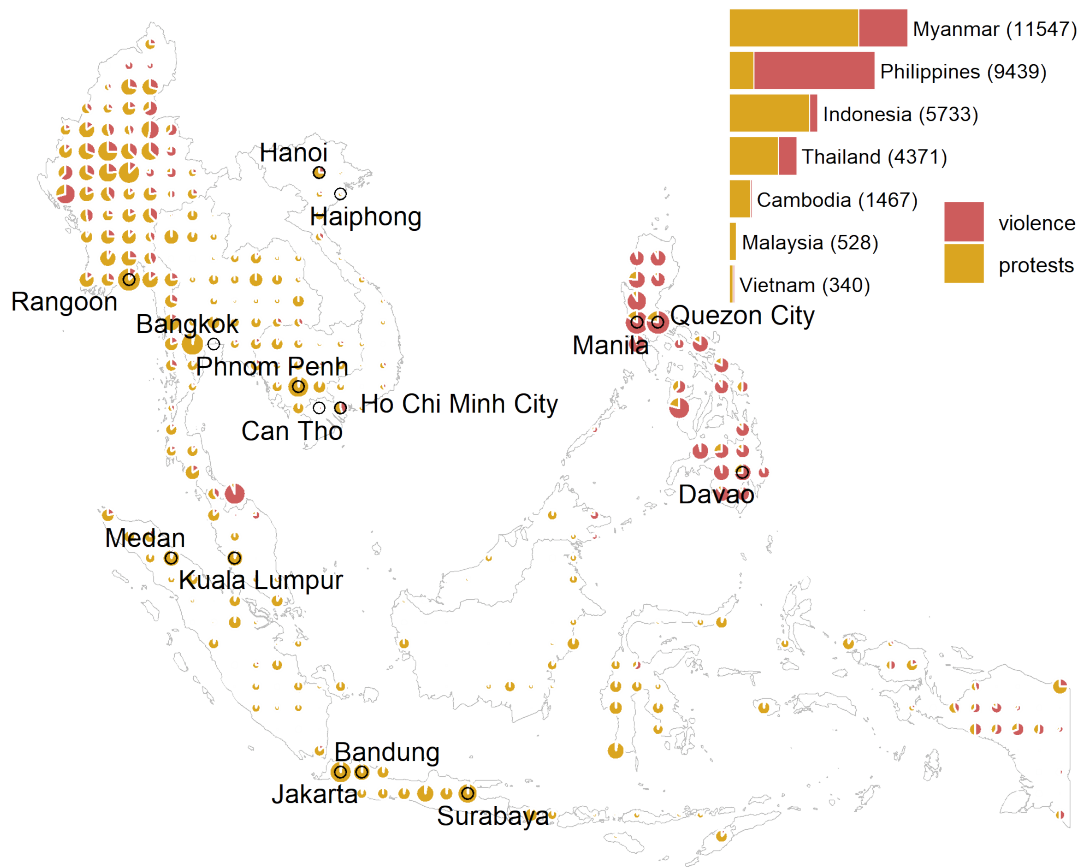 Myanmar (11547)
Philippines (9439)
Indonesia (5733)
Thailand (4371)
Cambodia (1467)
Malaysia (528)
Vietnam (340)
violence
protests
Hanoi
Haiphong
Rangoon
Bangkok
Phnom Penh
Ho Chi Minh City
Can Tho
Quezon City
Manila
Davao
Medan
Kuala Lumpur
Bandung
Jakarta
Surabaya